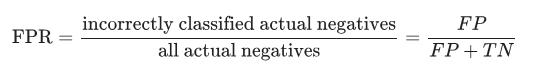 FPR = incorrectly classified actual negatives / all actual negatives = FP / FP + TN